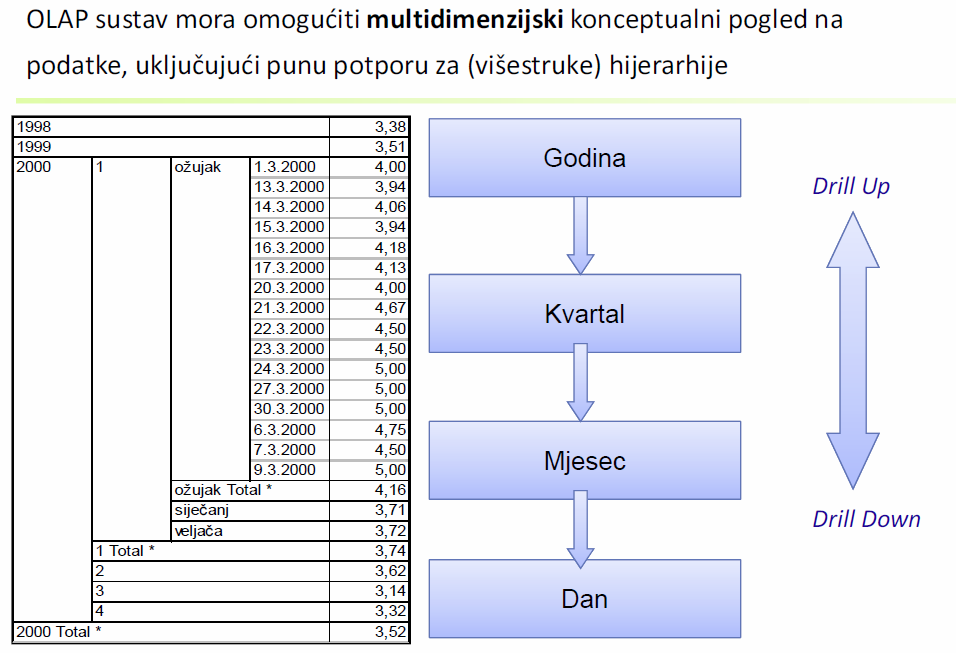 OLAP sustav mora omogućiti multidimenzijski konceptualni pogled na
podatke, uključujući punu potporu za (višestruke) hijerarhije
1998 3,38
1999 3,51
2000 1 ožujak 1.3.2000 4,00
13.3.2000 3,94
14.3.2000 4,06
15.3.2000 3,94
16.3.2000 4,18
17.3.2000 4,13
20.3.2000 4,00
21.3.2000 4,67
22.3.2000 4,50
23.3.2000 4,50
24.3.2000 5,00
27.3.2000 5,00
30.3.2000 5,00
6.3.2000 4,75
7.3.2000 4,50
9.3.2000 5,00
ožujak Total * 4,16
siječanj 3,71
veljača 3,72
1 Total * 3,74
2 3,62
3 3,14
4 3,32
2000 Total * 3,52
Godina
Kvartal
Mjesec
Dan
Drill Up
Drill Down